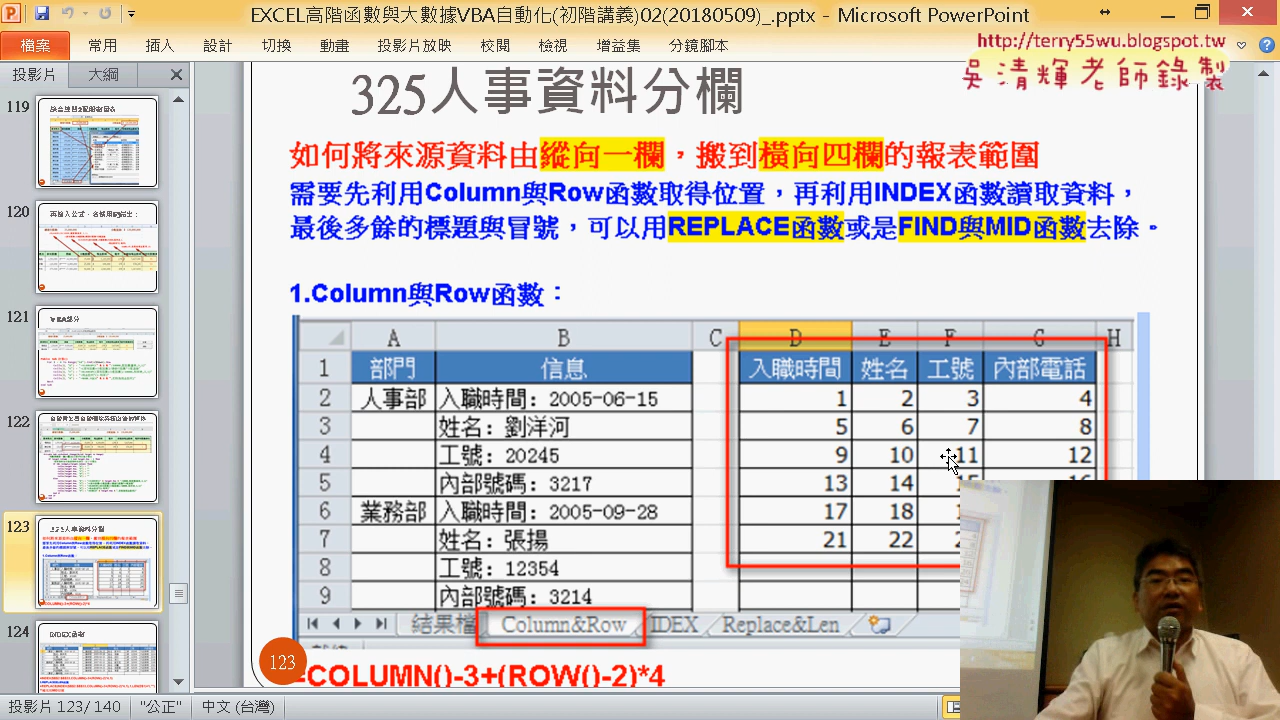 EXCEL高階函數與大數據VBA自動化(初階講義)02(20180509)_.pptx - Microsoft PowerPoint
檔案 常用 插入 設計 切換 動畫 投影片放映 校閱 檢視 增益集 分鏡腳本
http://terry55wu.blogspot.tw
吳清輝老師錄製
投影片 大綱
119
120
121
122
123
124
325人事資料分欄
如何將來源資料由縱向一欄，搬到橫向四欄的報表範圍
需要先利用Column與Row函數取得位置，再利用INDEX函數讀取資料，
最後多餘的標題與冒號，可以用REPLACE函數或是FIND與MID函數去除。
1.Column與Row函數：
A B C D E F G H
1 部門 信息 入職時間 姓名 工號 內部電話
2 人事部 入職時間：2005-06-15 1 2 3 4
3 姓名：劉洋河 5 6 7 8
4 工號：20245 9 10 11 12
5 內部號碼：3217 13 14
6 業務部 入職時間：2005-09-28 17 18
7 姓名：張揚 21 22
8 工號：12354
9 內部號碼：3214
結果檔 Column&Row IDEX Replace&Len
123
=COLUMN()-3+(ROW()-2)*4
投影片 123/ 140 "公正" 中文 (台灣)